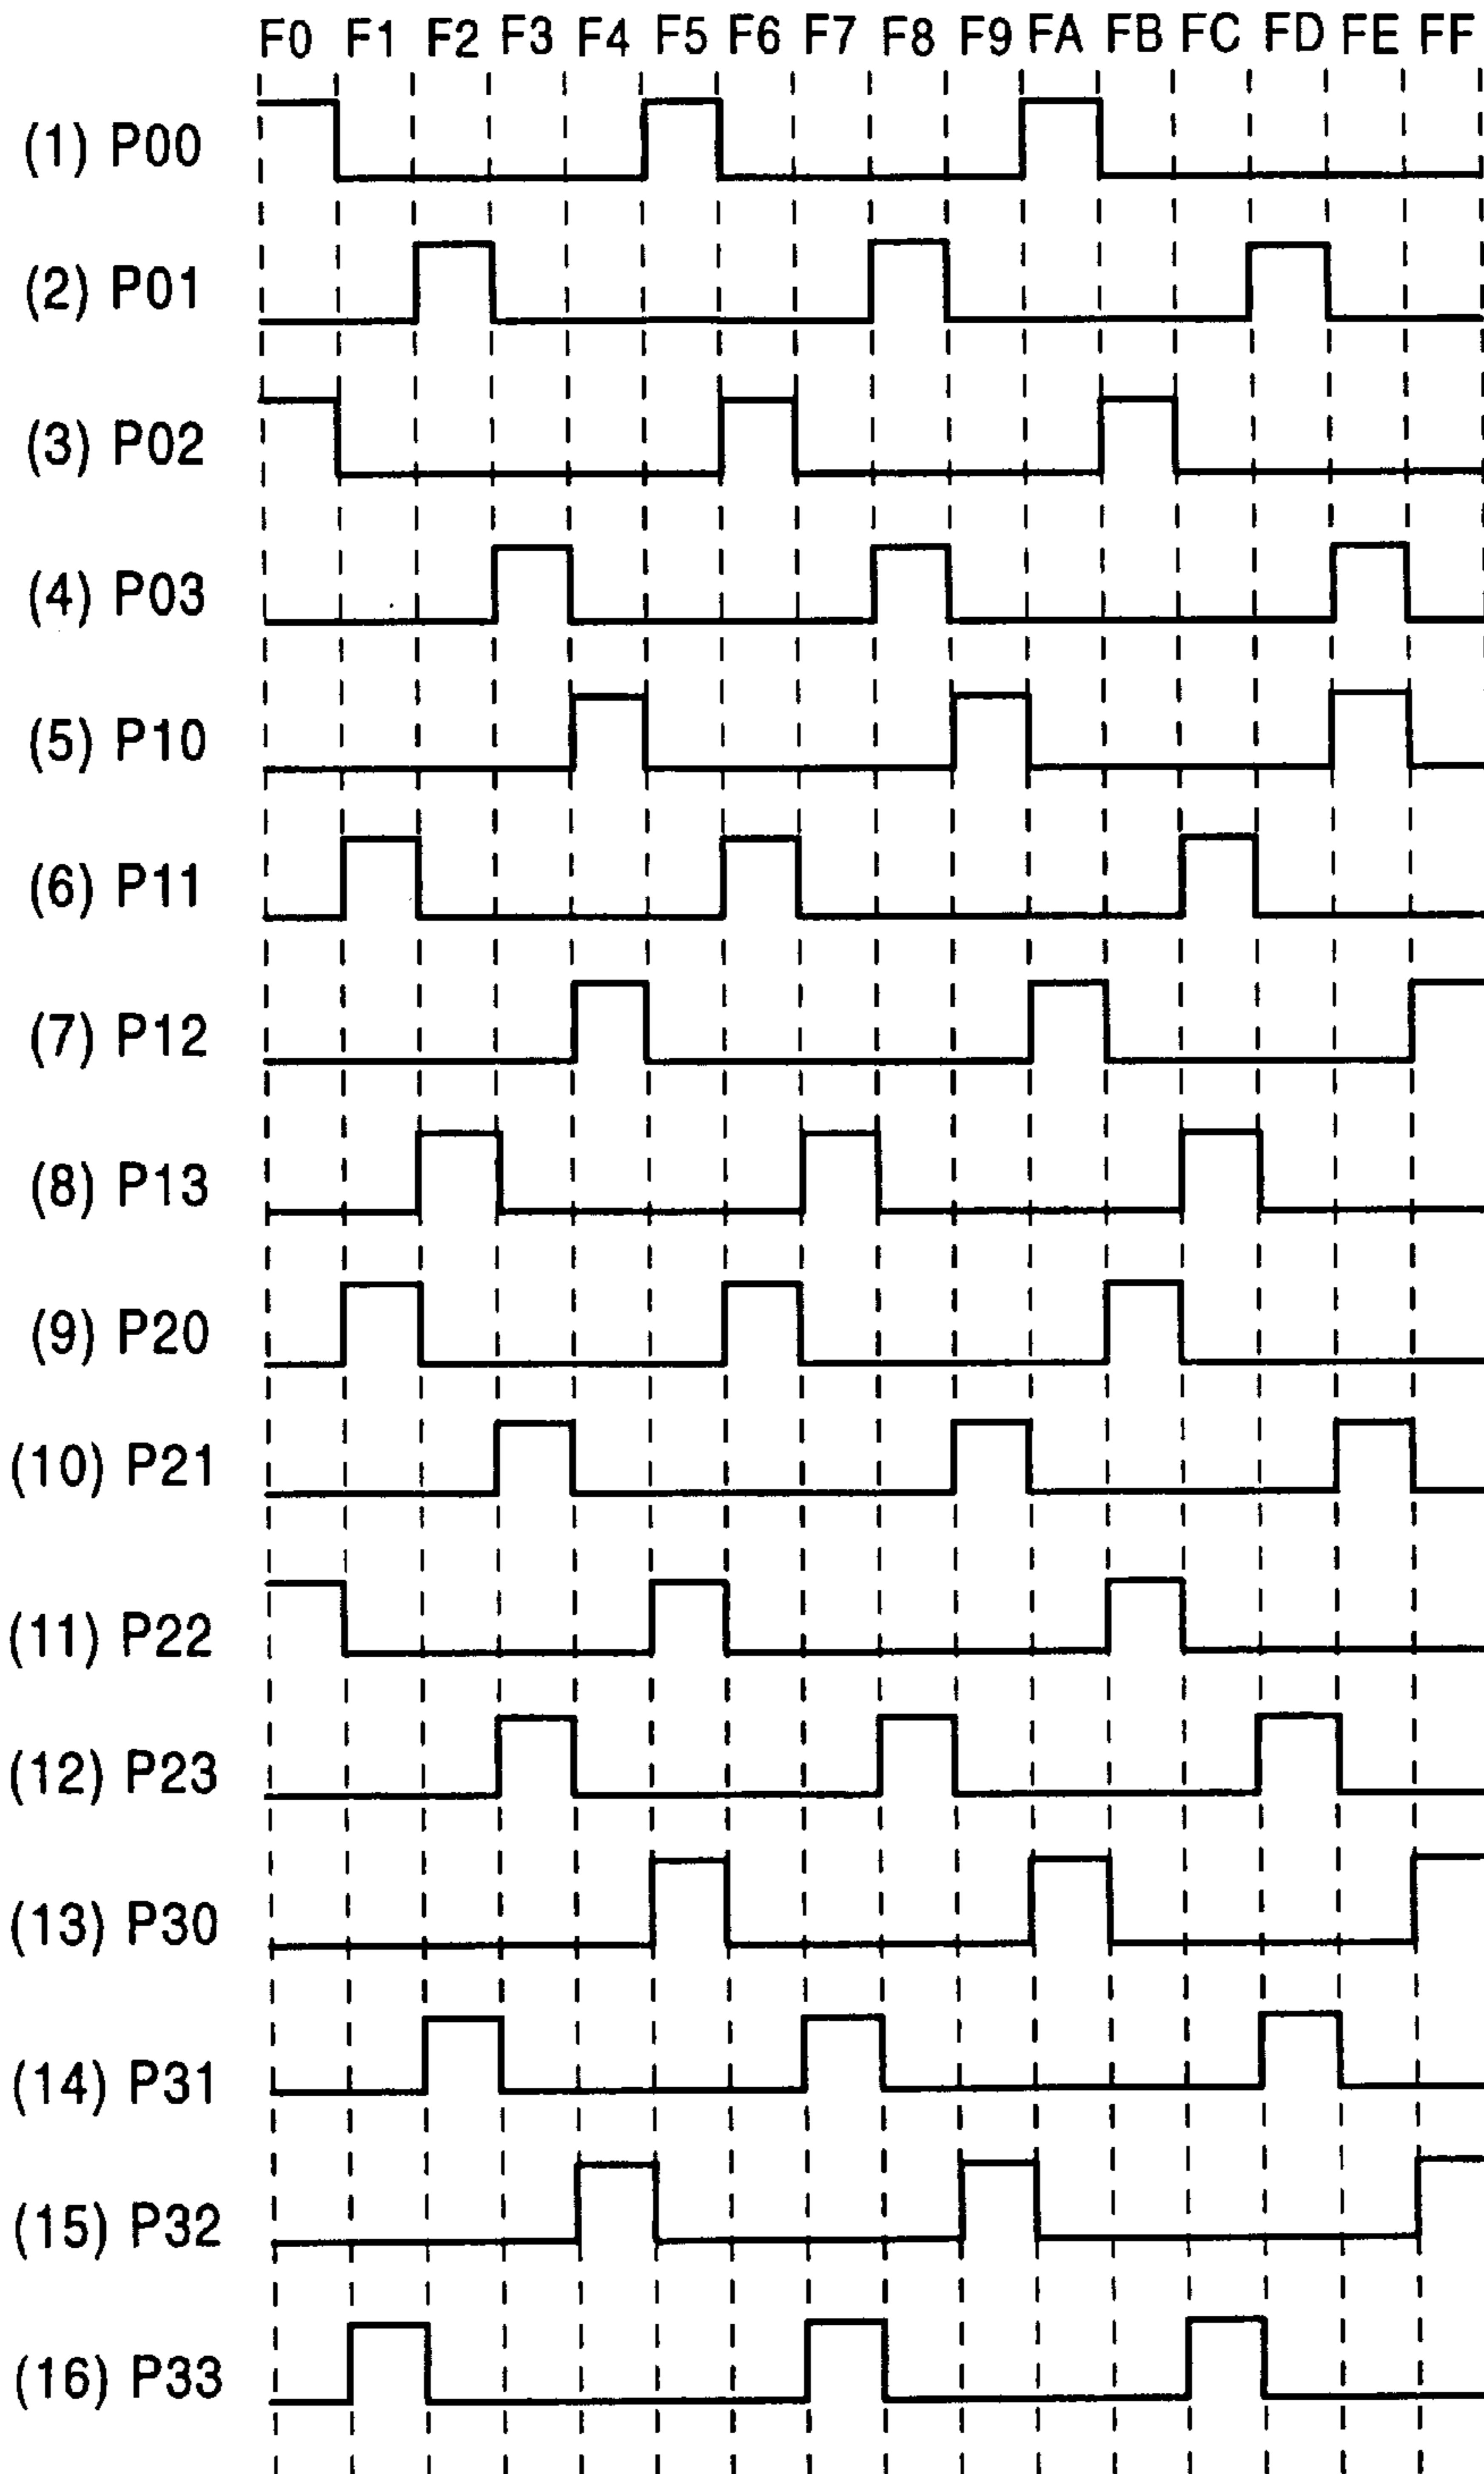 F0 F1 F2 F3 F4 F5 F6 F7 F8 F9 FA FB FC FD FE FF
(1) P00
(2) P01
(3) P02
(4) P03
(5) P10
(6) P11
(7) P12
(8) P13
(9) P20
(10) P21
(11) P22
(12) P23
(13) P30
(14) P31
(15) P32
(16) P33